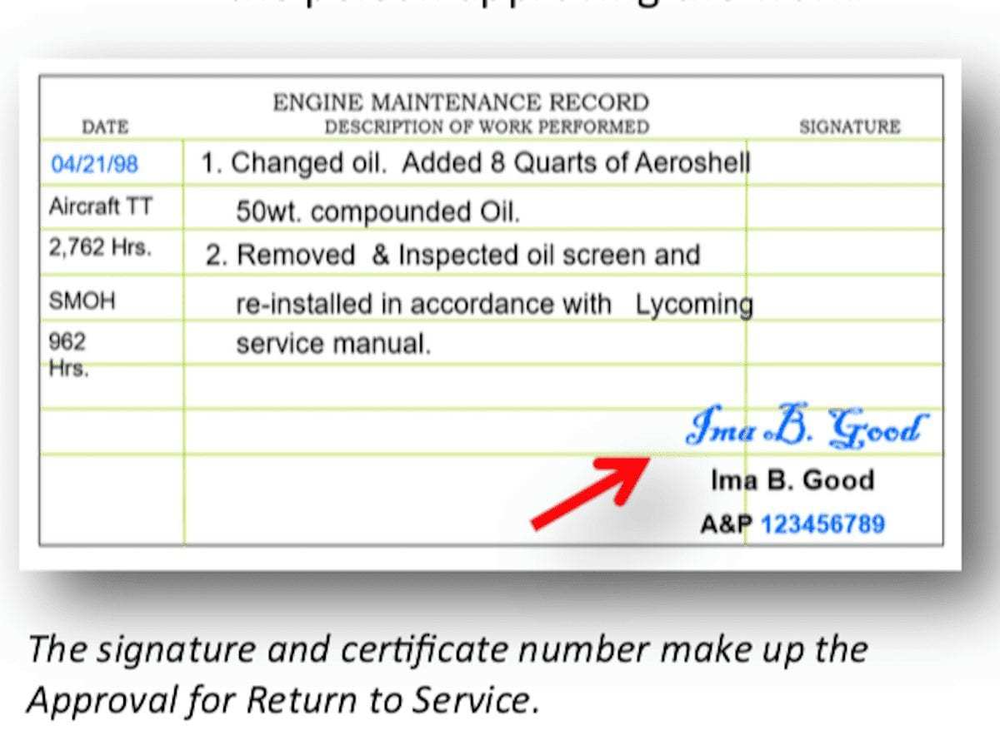 ENGINE MAINTENANCE RECORD
DATE DESCRIPTION OF WORK PERFORMED SIGNATURE
04/21/98 1. Changed oil. Added 8 Quarts of Aeroshell
Aircraft TT 50wt. compounded Oil.
2,762 Hrs. 2. Removed & Inspected oil screen and
SMOH re-installed in accordance with Lycoming
962 service manual.
Hrs.
Ima B. Good
Ima B. Good
A&P 123456789
The signature and certificate number make up the
Approval for Return to Service.